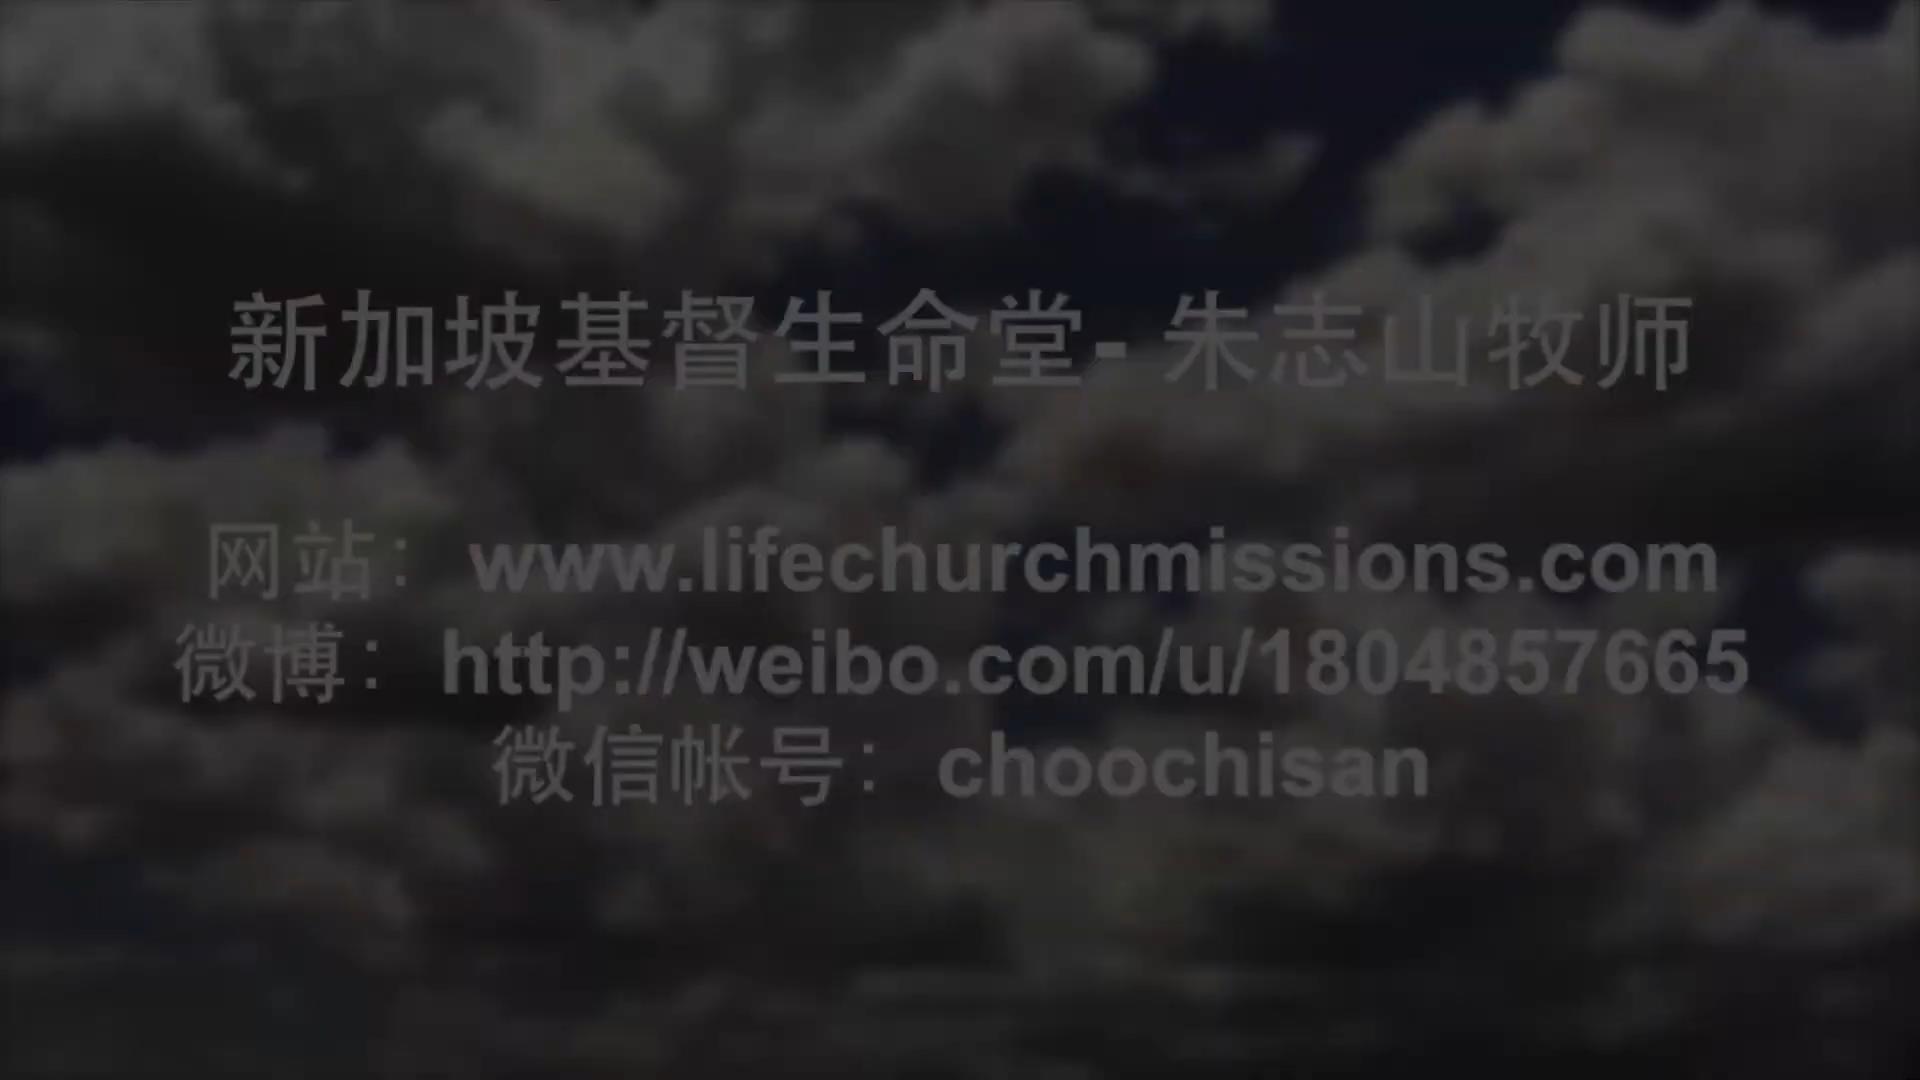 新加坡基督生命堂- 朱志山牧师
网站： www.lifechurchmissions.com
微博： http://weibo.com/u/1804857665
微信帐号： choochisan